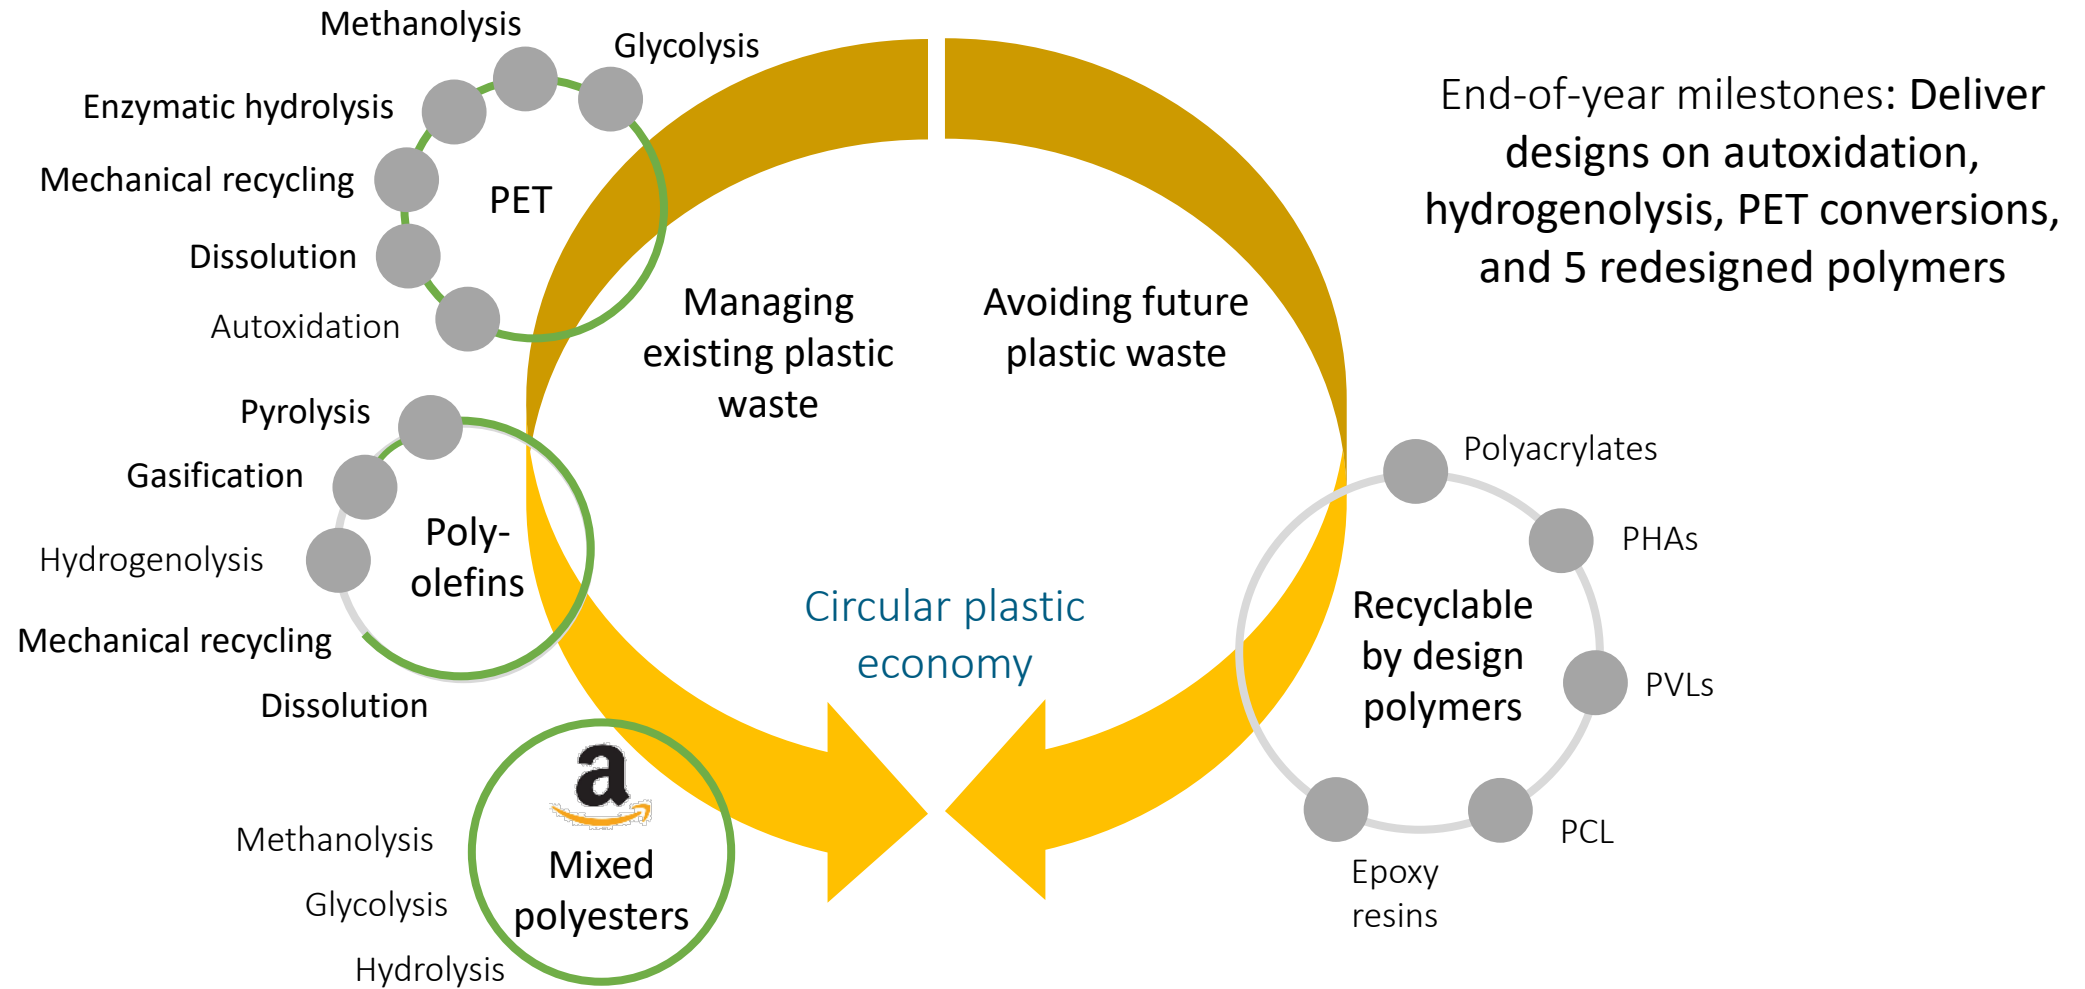 Methanolysis
Glycolysis
Enzymatic hydrolysis
Mechanical recycling
Dissolution
Autoxidation
PET
Managing
existing plastic
waste
Avoiding future
plastic waste
End-of-year milestones: Deliver
designs on autoxidation,
hydrogenolysis, PET conversions,
and 5 redesigned polymers
Pyrolysis
Gasification
Hydrogenolysis
Mechanical recycling
Dissolution
Poly-
olefins
Circular plastic
economy
Polyacrylates
PHAs
PVLs
PCL
Epoxy
resins
Recyclable
by design
polymers
a
Mixed
polyesters
Methanolysis
Glycolysis
Hydrolysis